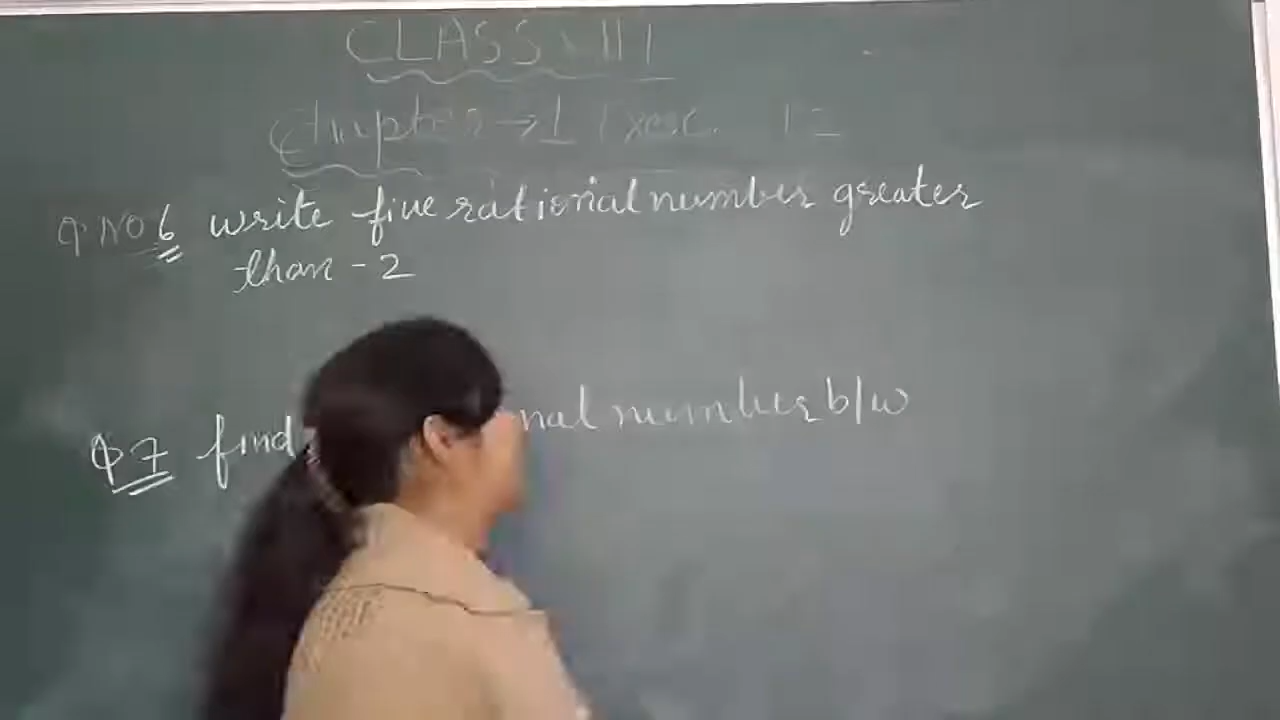 CLASS VIII
Chapter → 1 Exsc. 1.2
Q NO 6 write five rational number greater
than - 2
Q 7 find nal number b/w